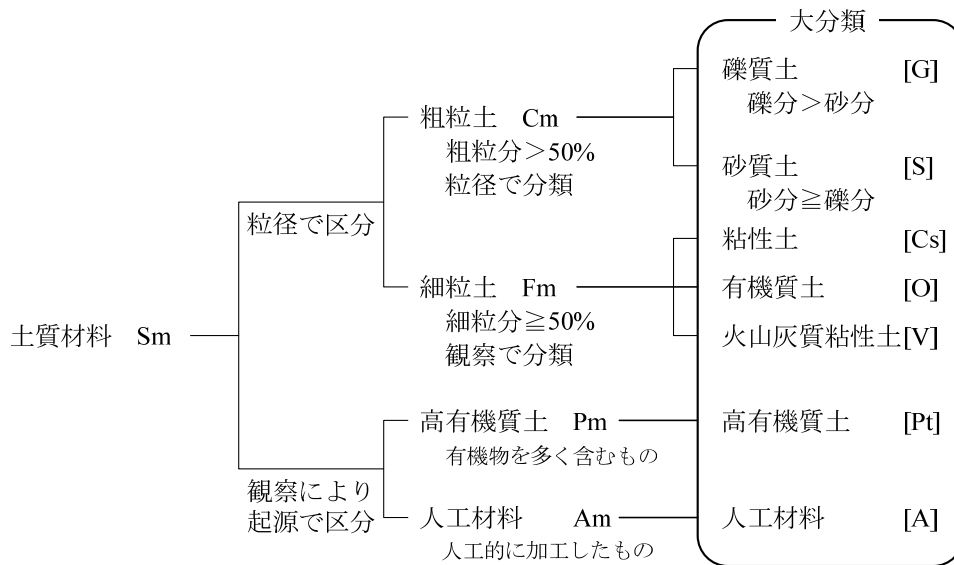 大分類
礫質土 [G]
礫分＞砂分
粗粒土 Cm
粗粒分＞50%
粒径で分類
砂質土 [S]
砂分≧礫分
粒径で区分
粘性土 [Cs]
細粒土 Fm
細粒分≧50%
観察で分類
有機質土 [O]
火山灰質粘性土[V]
土質材料 Sm
高有機質土 Pm
有機物を多く含むもの
高有機質土 [Pt]
観察により
起源で区分
人工材料 Am
人工的に加工したもの
人工材料 [A]